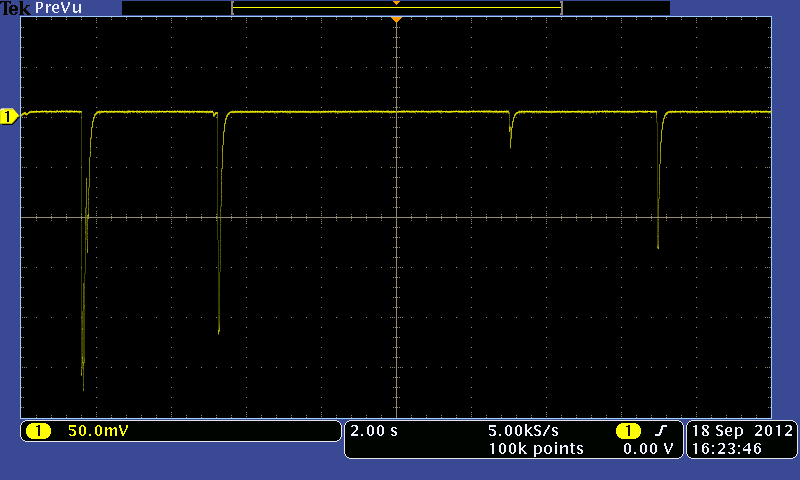 Tek PreVu
1
1 50.0mV
2.00 s 5.00kS/s 1 18 Sep 2012
100k points 0.00 V 16:23:46